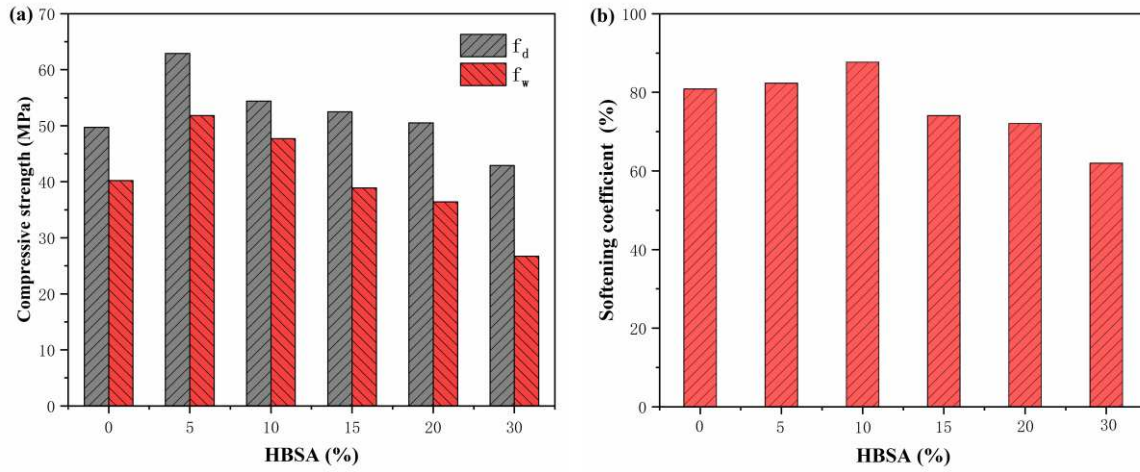 (a)
70
60
50
40
30
20
10
0
Compressive strength (MPa)
f_d
f_w
0 5 10 15 20 30
HBSA (%)
(b)
100
80
60
40
20
0
Softening coefficient (%)
0 5 10 15 20 30
HBSA (%)